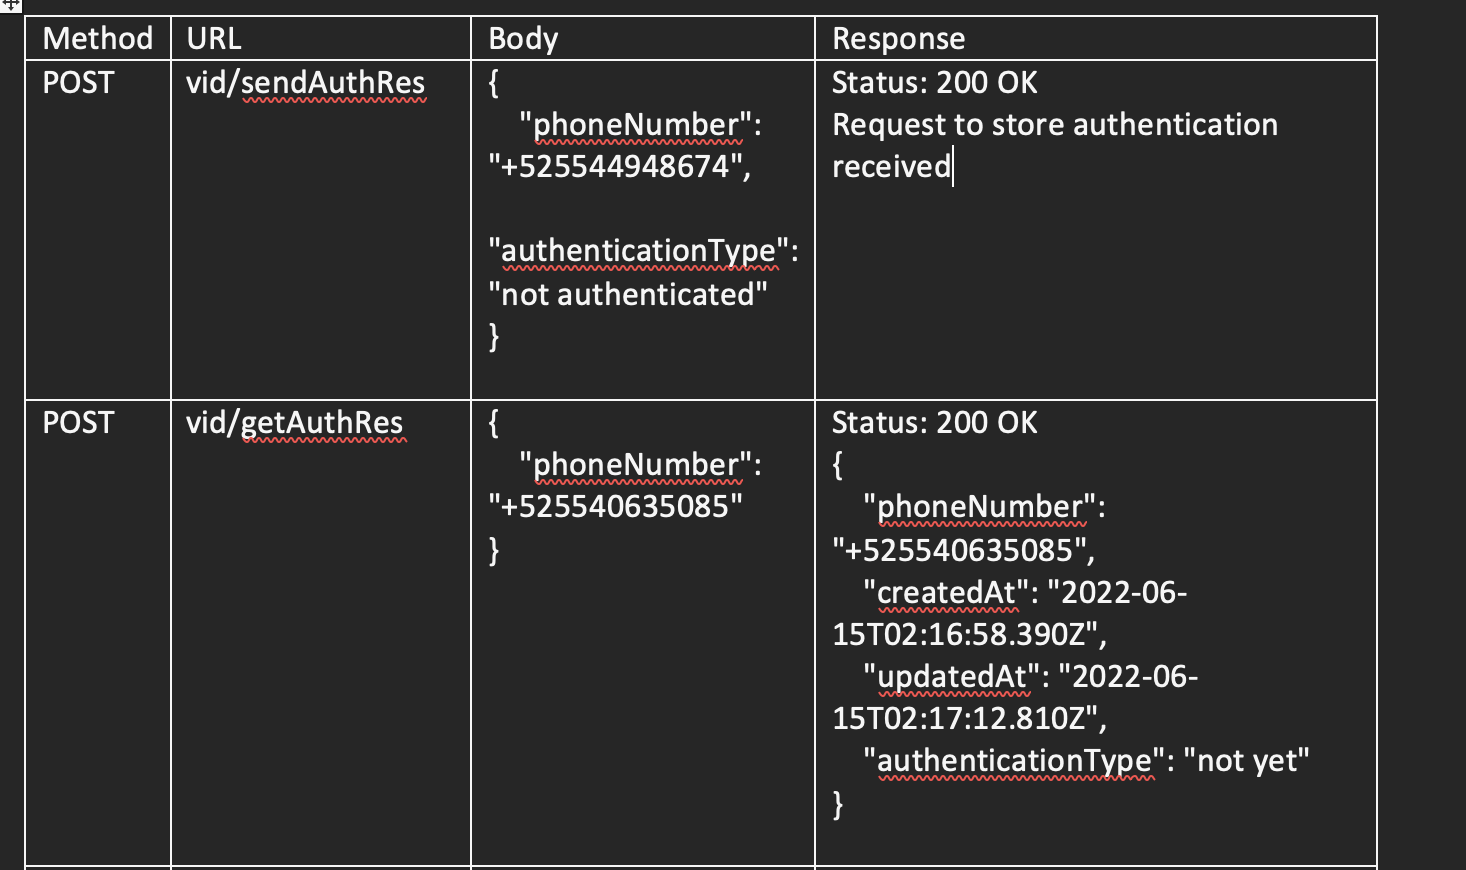 Method URL Body Response
POST vid/sendAuthRes
{
"phoneNumber":
"+525544948674",
"authenticationType":
"not authenticated"
}
Status: 200 OK
Request to store authentication
received
POST vid/getAuthRes
{
"phoneNumber":
"+525540635085"
}
Status: 200 OK
{
"phoneNumber":
"+525540635085",
"createdAt": "2022-06-
15T02:16:58.390Z",
"updatedAt": "2022-06-
15T02:17:12.810Z",
"authenticationType": "not yet"
}